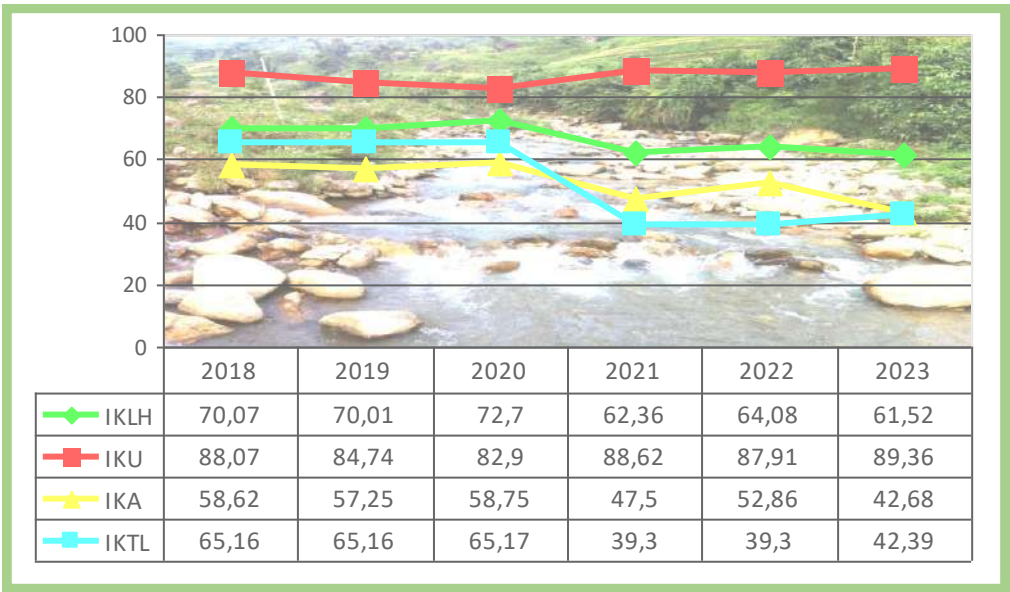 100
80
60
40
20
0
2018 2019 2020 2021 2022 2023
IKLH 70,07 70,01 72,7 62,36 64,08 61,52
IKU 88,07 84,74 82,9 88,62 87,91 89,36
IKA 58,62 57,25 58,75 47,5 52,86 42,68
IKTL 65,16 65,16 65,17 39,3 39,3 42,39